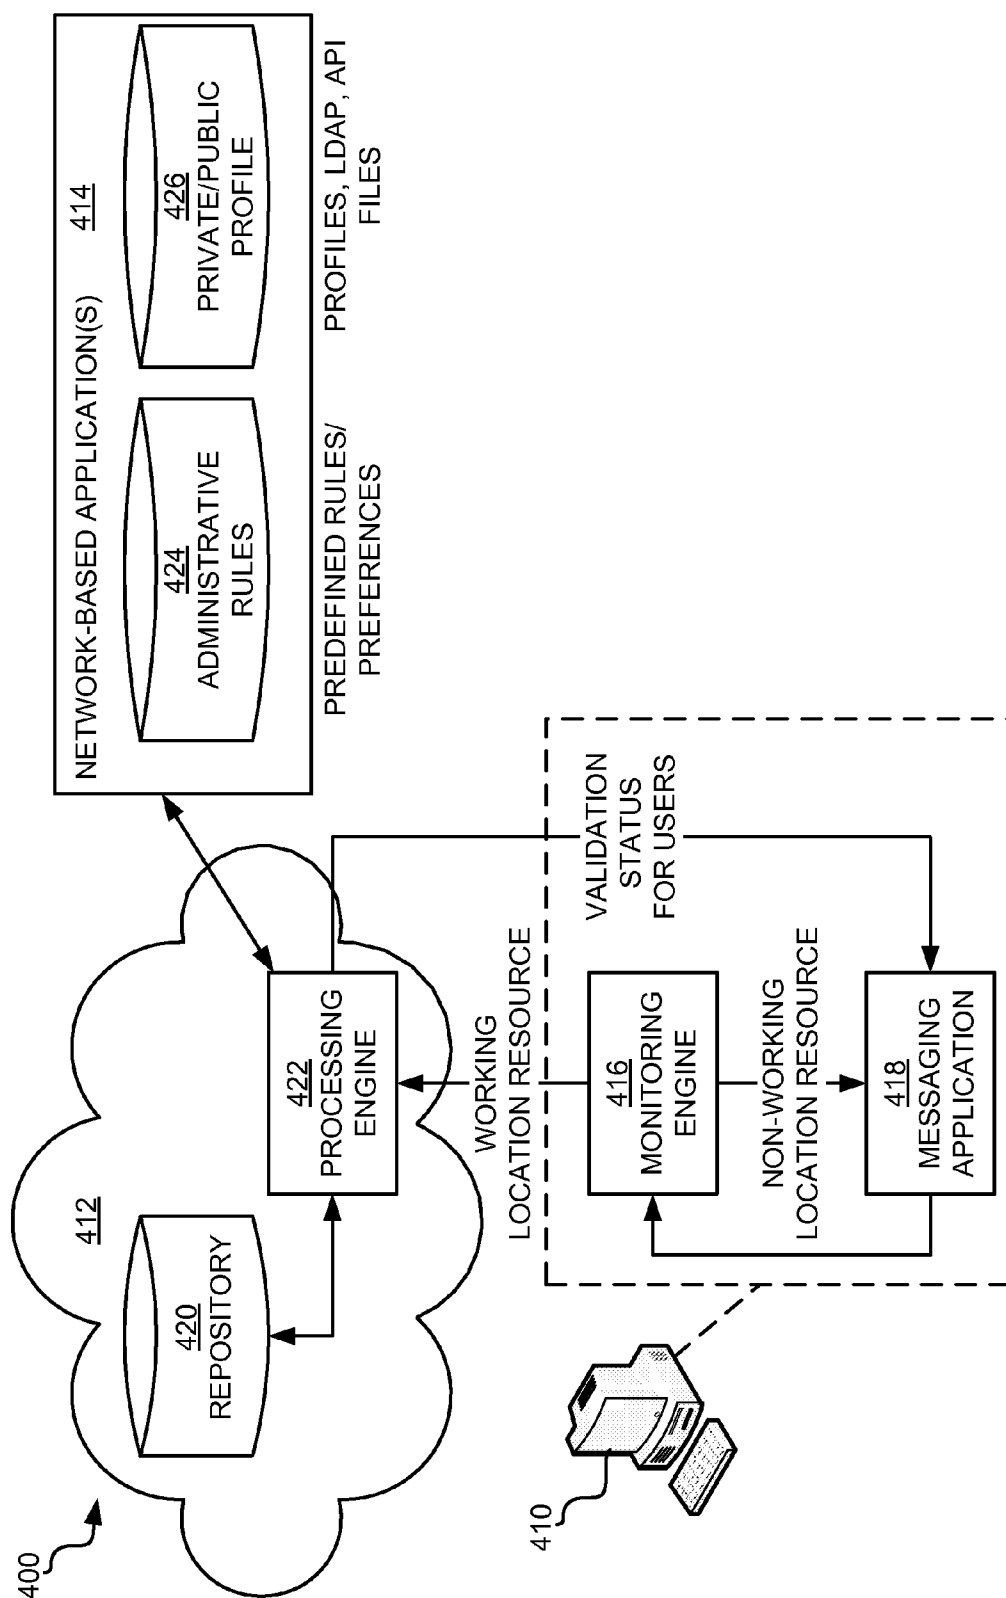 400
412
420
REPOSITORY
422
PROCESSING
ENGINE
NETWORK-BASED APPLICATION(S)
414
424
ADMINISTRATIVE
RULES
426
PRIVATE/PUBLIC
PROFILE
PREDEFINED RULES/
PREFERENCES
PROFILES, LDAP, API
FILES
410
WORKING
LOCATION RESOURCE
VALIDATION
STATUS
FOR USERS
416
MONITORING
ENGINE
NON-WORKING
LOCATION RESOURCE
418
MESSAGING
APPLICATION